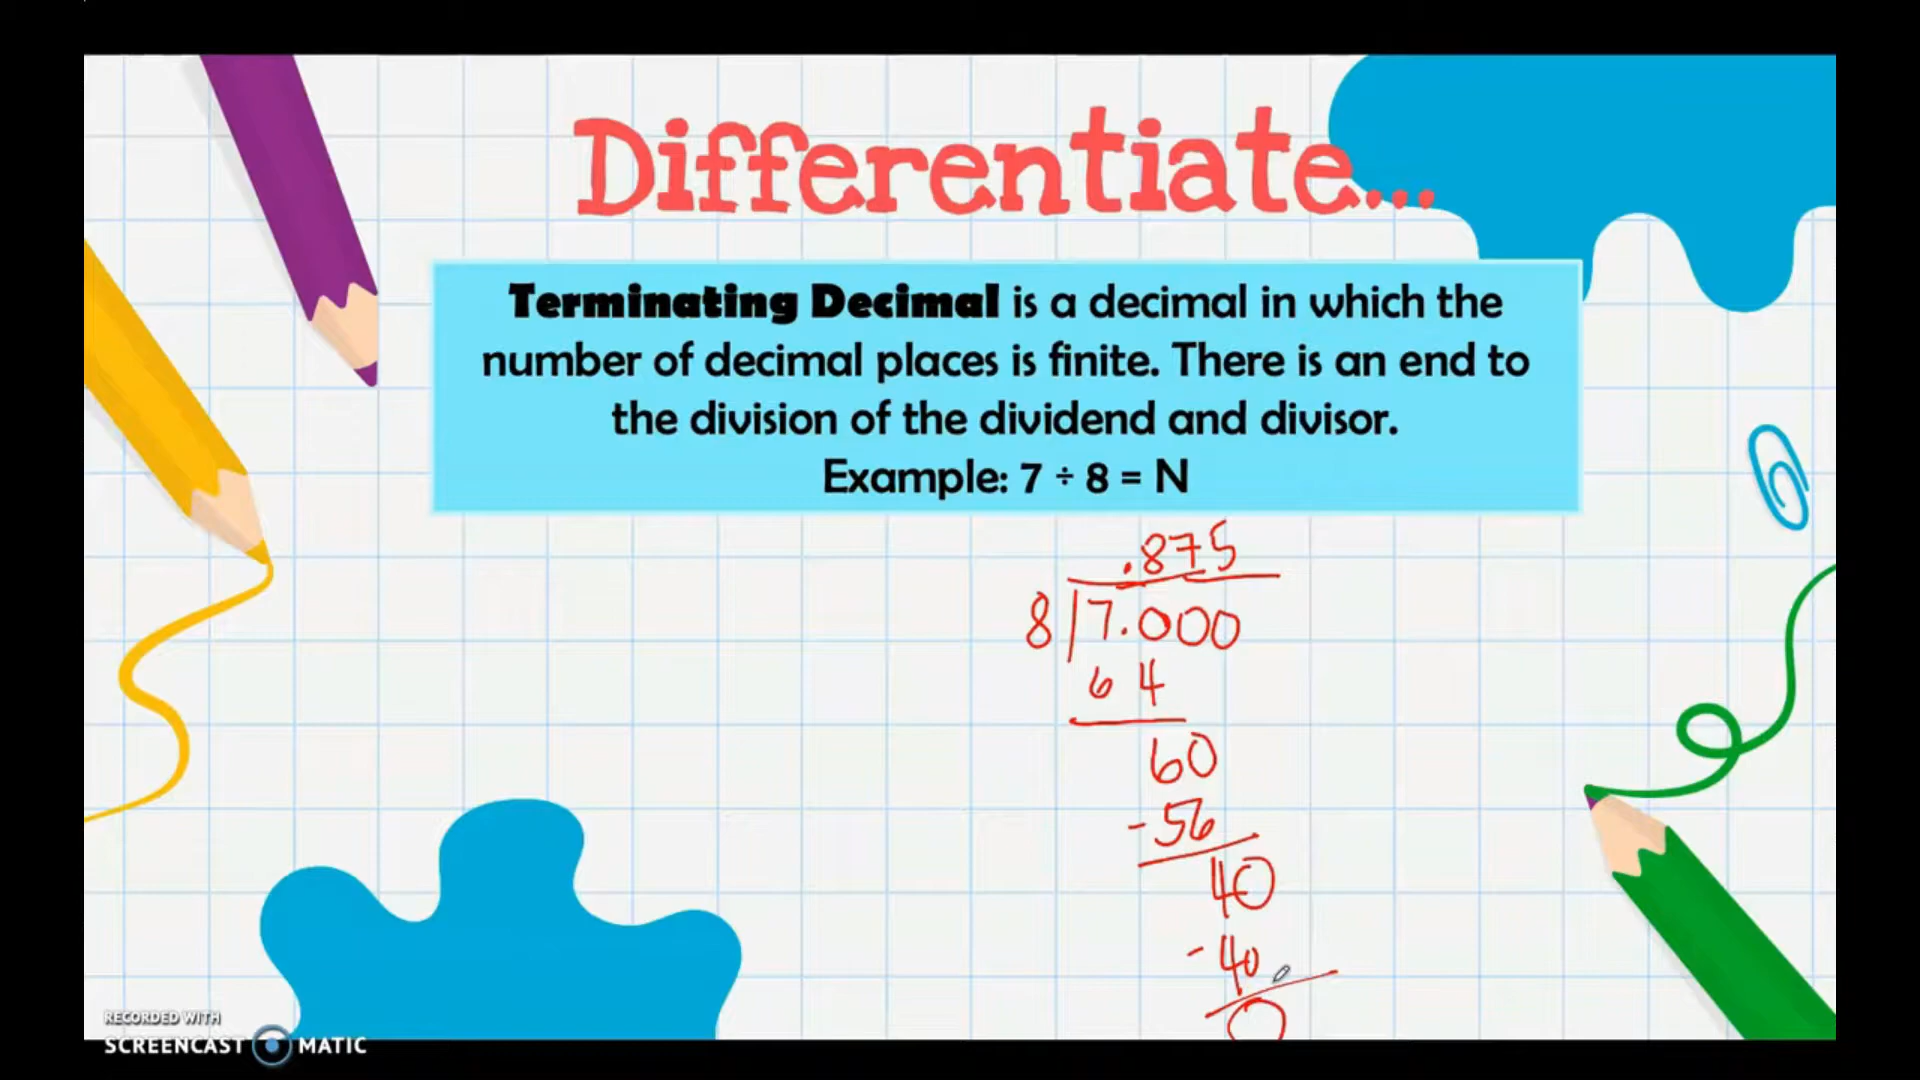 Differentiate...
Terminating Decimal is a decimal in which the
number of decimal places is finite. There is an end to
the division of the dividend and divisor.
Example: 7 ÷ 8 = N
.875
8 7.000
64
60
-56
40
-40
0
RECORDED WITH
SCREENCAST MATIC